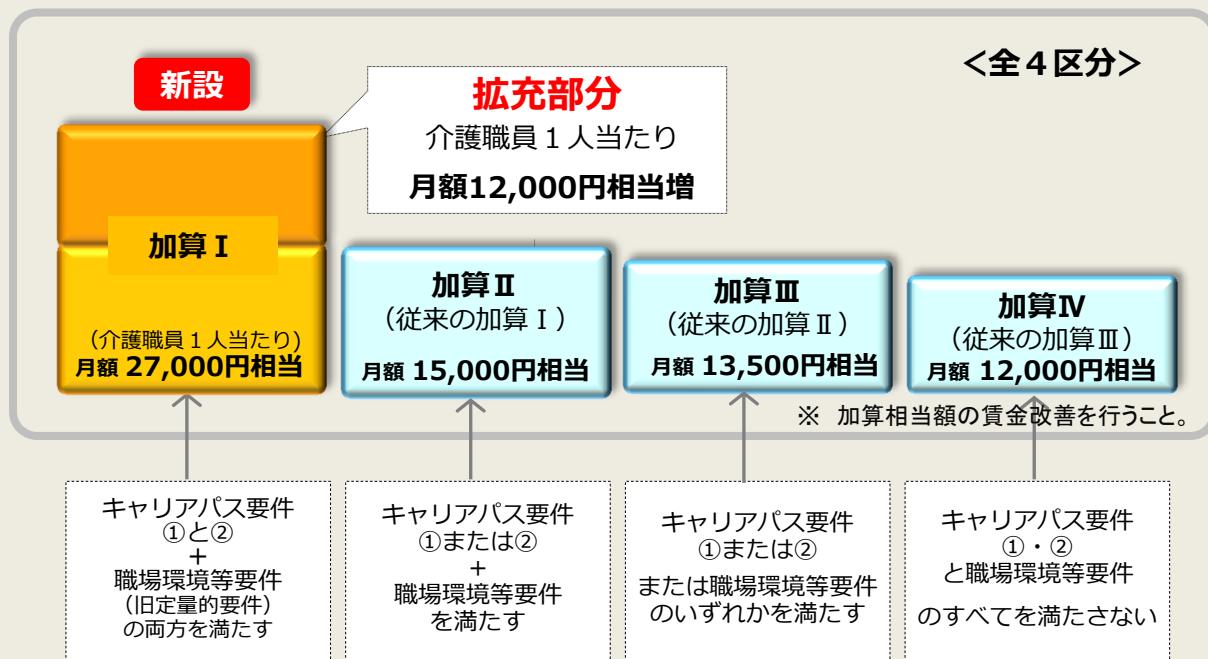 <全４区分>
新設
拡充部分
介護職員１人当たり
月額12,000円相当増
加算Ⅰ
（介護職員１人当たり）
月額 27,000円相当
加算Ⅱ
（従来の加算Ⅰ）
月額 15,000円相当
加算Ⅲ
（従来の加算Ⅱ）
月額 13,500円相当
加算Ⅳ
（従来の加算Ⅲ）
月額 12,000円相当
※ 加算相当額の賃金改善を行うこと。
キャリアパス要件
①と②
+
職場環境等要件
（旧定量的要件）
の両方を満たす
キャリアパス要件
①または②
+
職場環境等要件
を満たす
キャリアパス要件
①または②
または職場環境等要件
のいずれかを満たす
キャリアパス要件
①・②
と職場環境等要件
のすべてを満たさない